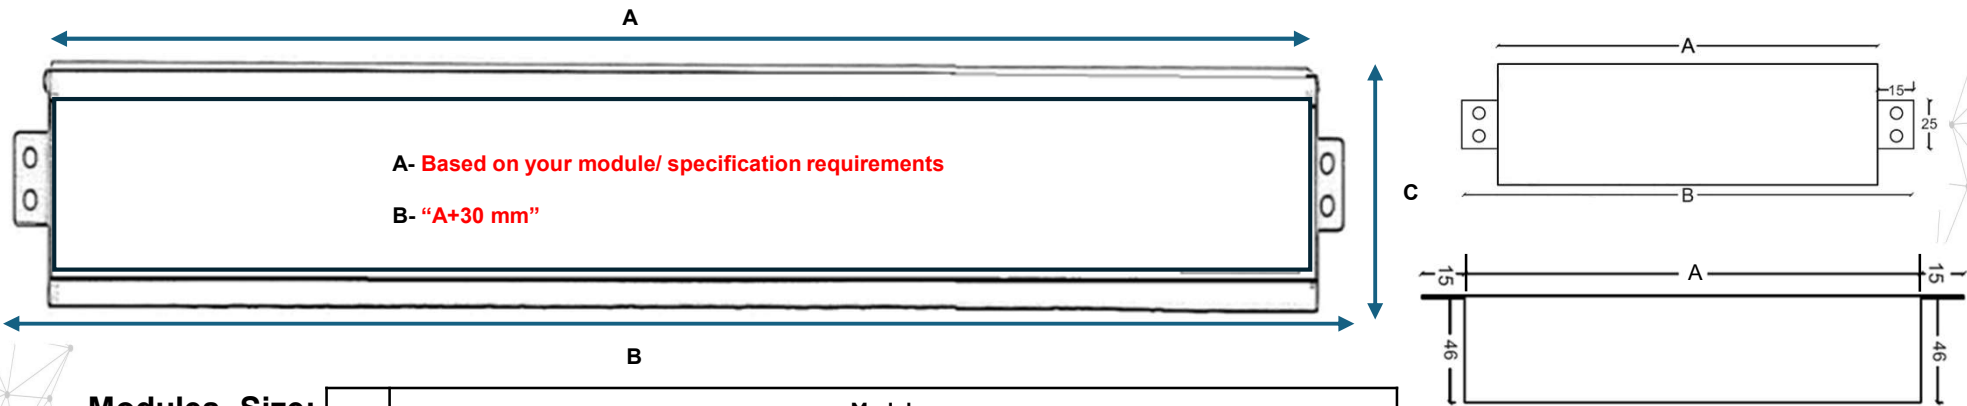 A
A- Based on your module/ specification requirements
B- “A+30 mm”
C
B
A
15
25
B
15
A
15
46
46
Modules Size: